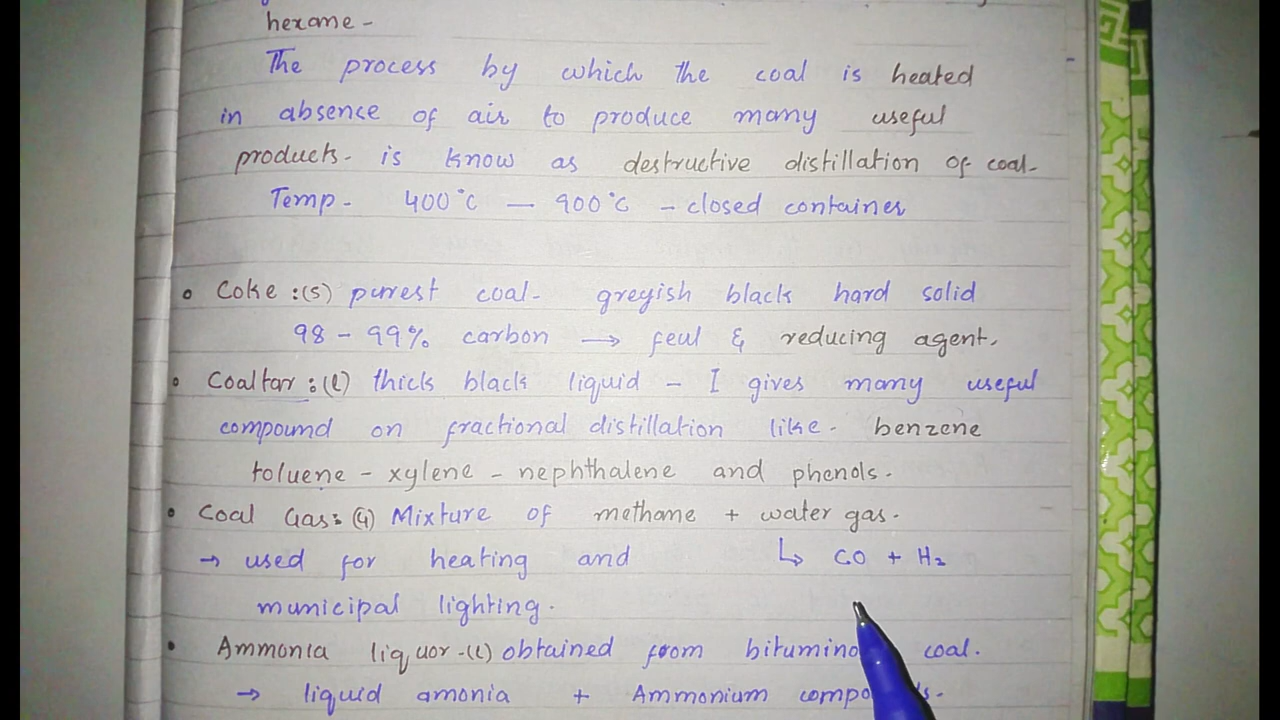 hexame -
The process by which the coal is heated
in absence of air to produce many useful
products. is know as destructive distillation of coal.
Temp - 400°C — 900°C - closed container
• Coke :(s) purest coal - greyish black hard solid
98 - 99% carbon → feul & reducing agent.
• Coaltar :(l) thick black liquid - I gives many useful
compound on fractional distillation like - benzene
toluene - xylene - nephthalene and phenols.
• Coal Gas: (G) Mixture of methane + water gas.
→ used for heating and ↳ CO + H₂
municipal lighting.
• Ammonia liquor -(l) obtained from coal.
→ liquid amonia + Ammonium